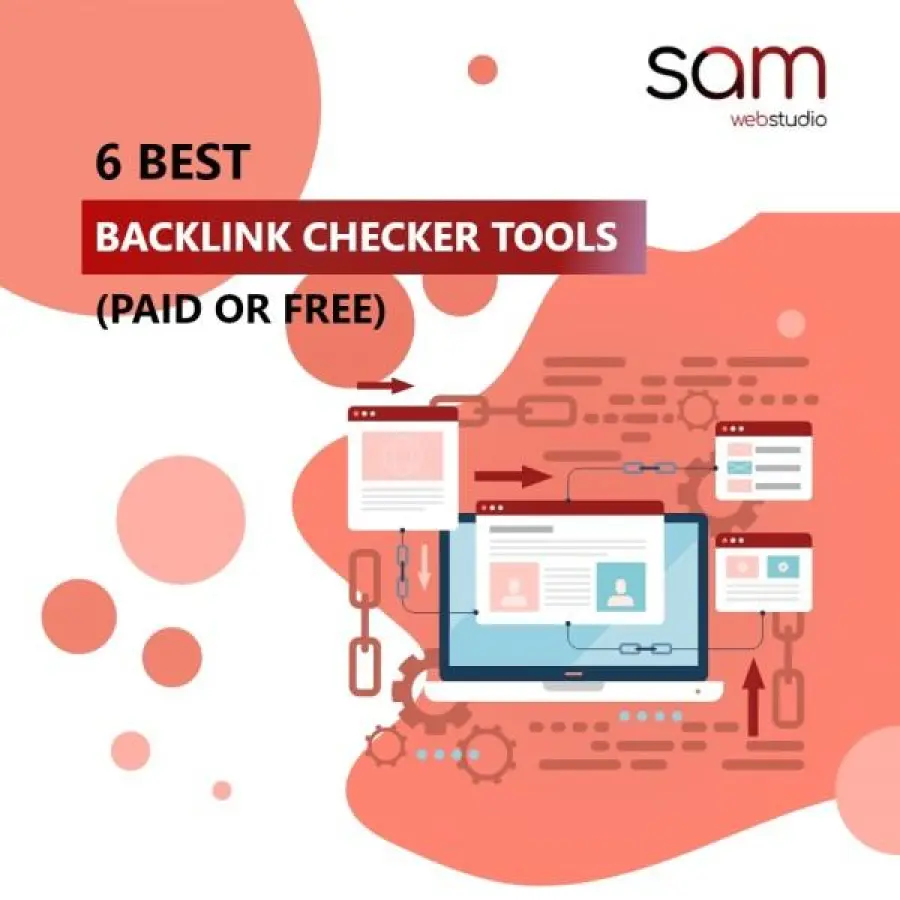 sam
webstudio
6 BEST
BACKLINK CHECKER TOOLS
(PAID OR FREE)